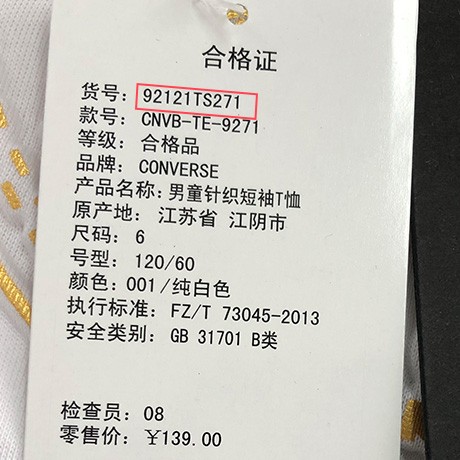 合格证
货号：92121TS271
款号：CNVB-TE-9271
等级：合格品
品牌：CONVERSE
产品名称：男童针织短袖T恤
原产地：江苏省 江阴市
尺码：6
号型：120/60
颜色：001/纯白色
执行标准：FZ/T 73045-2013
安全类别：GB 31701 B类
检查员：08
零售价：¥139.00